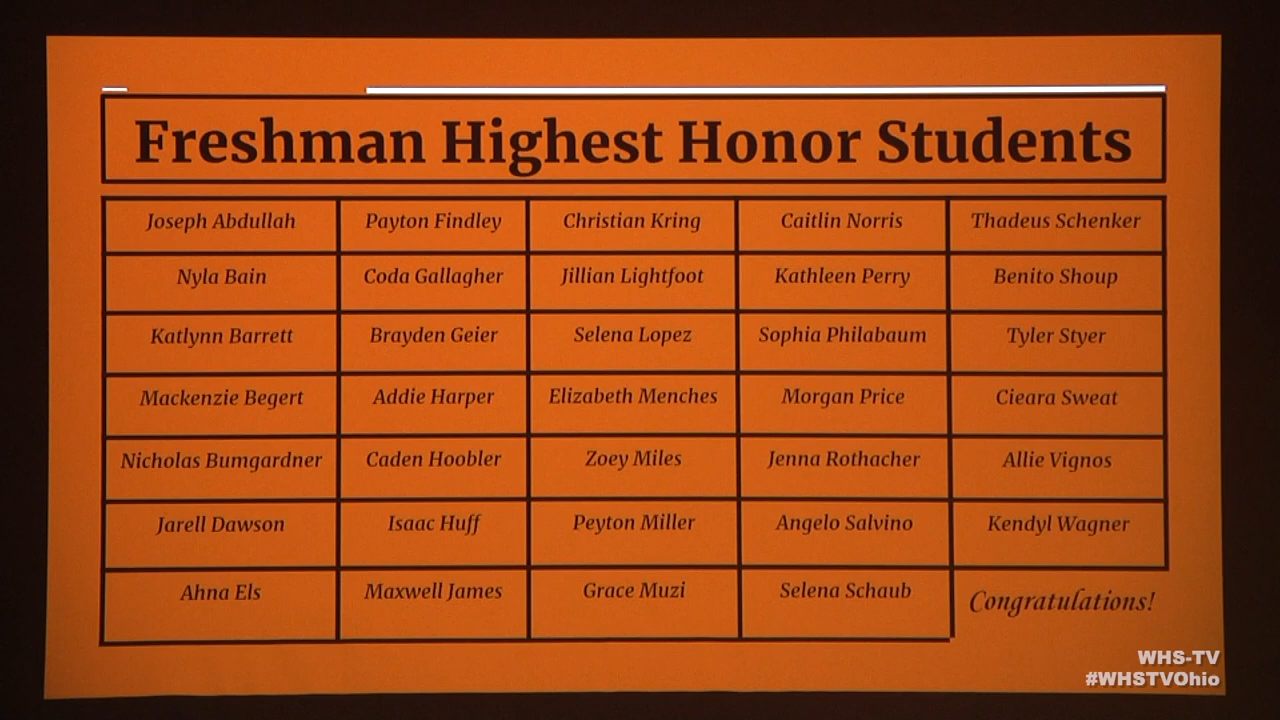 Freshman Highest Honor Students
Joseph Abdullah Payton Findley Christian Kring Caitlin Norris Thadeus Schenker
Nyla Bain Coda Gallagher Jillian Lightfoot Kathleen Perry Benito Shoup
Katlynn Barrett Brayden Geier Selena Lopez Sophia Philabaum Tyler Styer
Mackenzie Begert Addie Harper Elizabeth Menches Morgan Price Cieara Sweat
Nicholas Bumgardner Caden Hoobler Zoey Miles Jenna Rothacher Allie Vignos
Jarell Dawson Isaac Huff Peyton Miller Angelo Salvino Kendyl Wagner
Ahna Els Maxwell James Grace Muzi Selena Schaub Congratulations!
WHS-TV
#WHSTVOhio